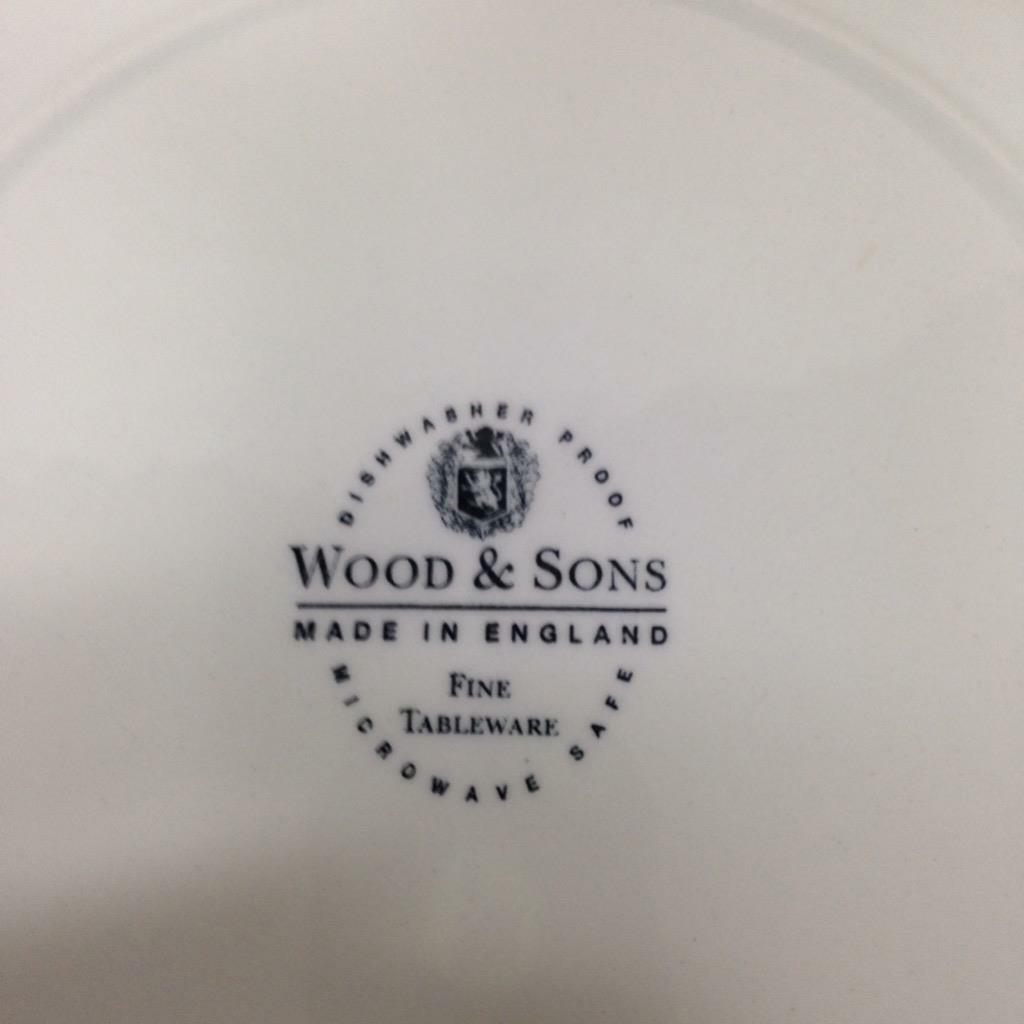 DISHWASHER PROOF
WOOD & SONS
MADE IN ENGLAND
FINE
TABLEWARE
MICROWAVE SAFE